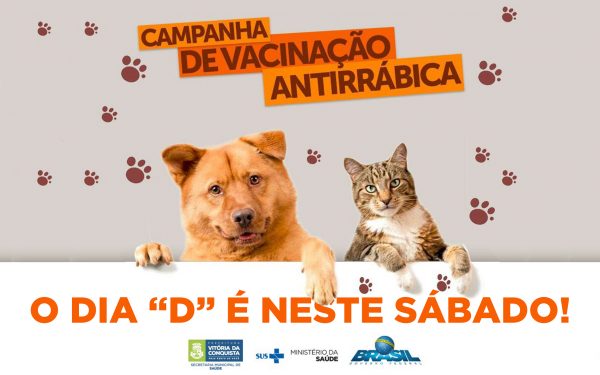 CAMPANHA
DE VACINAÇÃO
ANTIRRÁBICA
O DIA “D” É NESTE SÁBADO!
PREFEITURA
VITÓRIA DA
CONQUISTA
SECRETARIA MUNICIPAL DE
SAÚDE
SUS
MINISTÉRIO DA
SAÚDE
BRASIL
GOVERNO FEDERAL